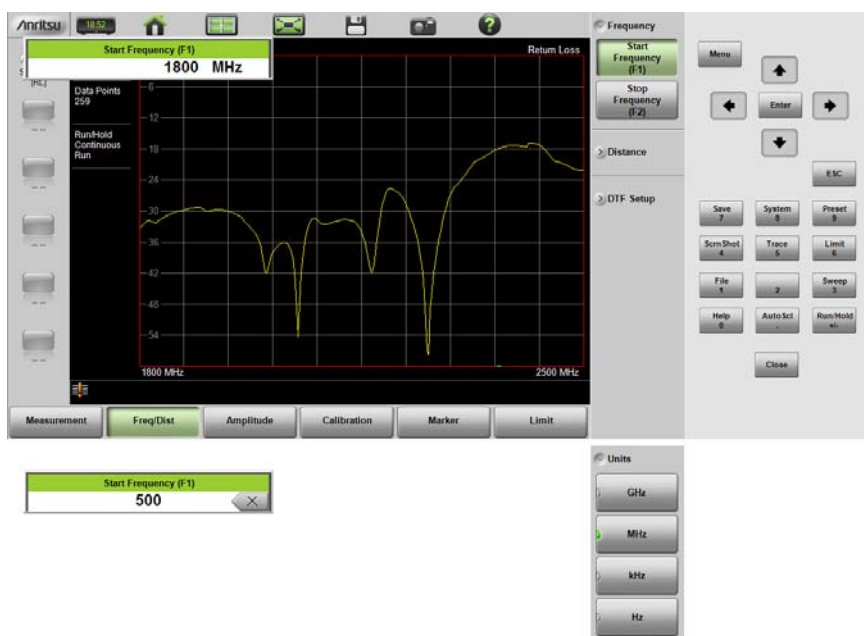 Anritsu 18:52 ?
Start Frequency (F1)
1800 MHz
Return Loss
Data Points
259
Run/Hold
Continuous
Run
-6
-12
-18
-24
-30
-36
-42
-48
-54
1800 MHz
2500 MHz
Frequency
Start
Frequency
(F1)
Stop
Frequency
(F2)
Distance
DTF Setup
Menu
Enter
ESC
Save
7
System
8
Preset
9
ScrnShot
4
Trace
5
Limit
6
File
1
2
Sweep
3
Help
0
Auto Scl
.
Run/Hold
+/-
Close
Measurement Freq/Dist Amplitude Calibration Marker Limit
Start Frequency (F1)
500
Units
GHz
MHz
kHz
Hz